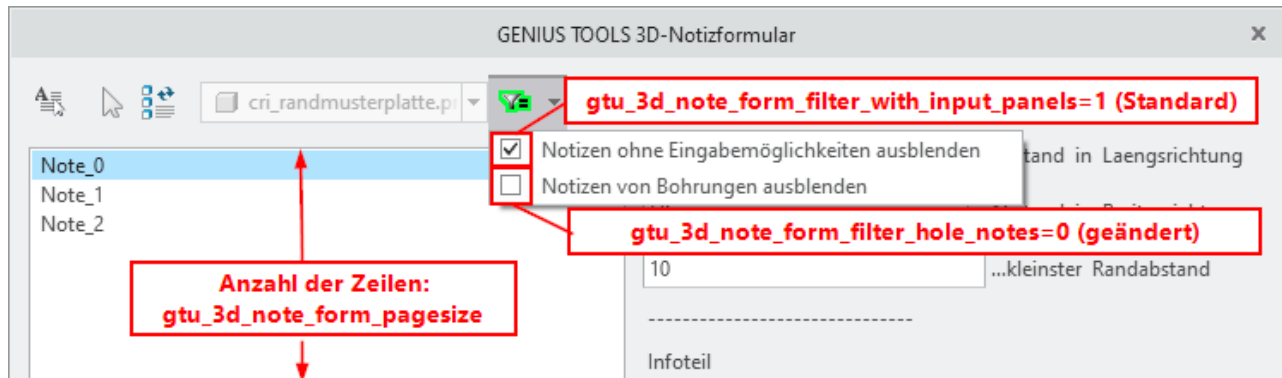 GENIUS TOOLS 3D-Notizformular
cri_randmusterplatte.pr
gtu_3d_note_form_filter_with_input_panels=1 (Standard)
Note_0
Notizen ohne Eingabemöglichkeiten ausblenden
tand in Laengsrichtung
Note_1
Notizen von Bohrungen ausblenden
Note_2
gtu_3d_note_form_filter_hole_notes=0 (geändert)
10
...kleinster Randabstand
Anzahl der Zeilen:
gtu_3d_note_form_pagesize
-------------------------------
Infoteil